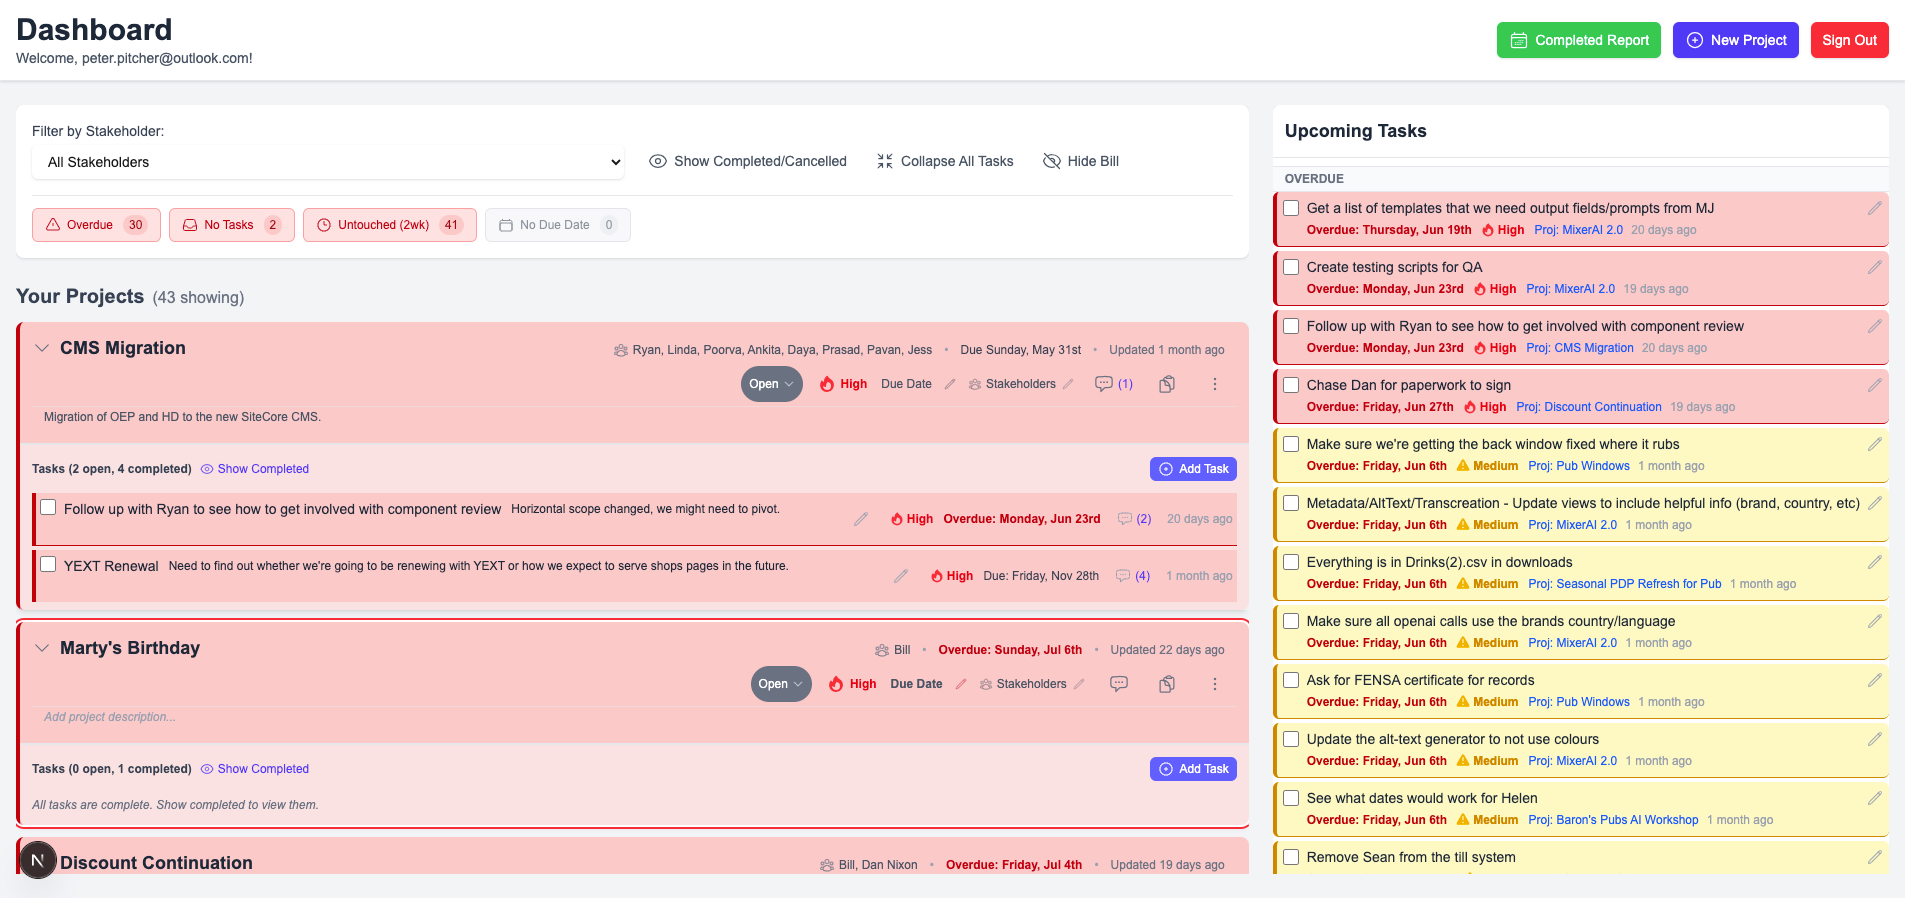 Dashboard
Welcome, peter.pitcher@outlook.com!
Completed Report
New Project
Sign Out
Filter by Stakeholder:
All Stakeholders
Show Completed/Cancelled
Collapse All Tasks
Hide Bill
Overdue 30
No Tasks 2
Untouched (2wk) 41
No Due Date 0
Your Projects (43 showing)
CMS Migration
Ryan, Linda, Poorva, Ankita, Daya, Prasad, Pavan, Jess • Due Sunday, May 31st • Updated 1 month ago
Open High Due Date Stakeholders (1)
Migration of OEP and HD to the new SiteCore CMS.
Tasks (2 open, 4 completed) Show Completed
Add Task
Follow up with Ryan to see how to get involved with component review Horizontal scope changed, we might need to pivot.
High Overdue: Monday, Jun 23rd (2) 20 days ago
YEXT Renewal Need to find out whether we're going to be renewing with YEXT or how we expect to serve shops pages in the future.
High Due: Friday, Nov 28th (4) 1 month ago
Marty's Birthday
Bill • Overdue: Sunday, Jul 6th • Updated 22 days ago
Open High Due Date Stakeholders
Add project description...
Tasks (0 open, 1 completed) Show Completed
Add Task
All tasks are complete. Show completed to view them.
N
Discount Continuation
Bill, Dan Nixon • Overdue: Friday, Jul 4th • Updated 19 days ago
Upcoming Tasks
OVERDUE
Get a list of templates that we need output fields/prompts from MJ
Overdue: Thursday, Jun 19th High Proj: MixerAI 2.0 20 days ago
Create testing scripts for QA
Overdue: Monday, Jun 23rd High Proj: MixerAI 2.0 19 days ago
Follow up with Ryan to see how to get involved with component review
Overdue: Monday, Jun 23rd High Proj: CMS Migration 20 days ago
Chase Dan for paperwork to sign
Overdue: Friday, Jun 27th High Proj: Discount Continuation 19 days ago
Make sure we're getting the back window fixed where it rubs
Overdue: Friday, Jun 6th Medium Proj: Pub Windows 1 month ago
Metadata/AltText/Transcreation - Update views to include helpful info (brand, country, etc)
Overdue: Friday, Jun 6th Medium Proj: MixerAI 2.0 1 month ago
Everything is in Drinks(2).csv in downloads
Overdue: Friday, Jun 6th Medium Proj: Seasonal PDP Refresh for Pub 1 month ago
Make sure all openai calls use the brands country/language
Overdue: Friday, Jun 6th Medium Proj: MixerAI 2.0 1 month ago
Ask for FENSA certificate for records
Overdue: Friday, Jun 6th Medium Proj: Pub Windows 1 month ago
Update the alt-text generator to not use colours
Overdue: Friday, Jun 6th Medium Proj: MixerAI 2.0 1 month ago
See what dates would work for Helen
Overdue: Friday, Jun 6th Medium Proj: Baron's Pubs AI Workshop 1 month ago
Remove Sean from the till system